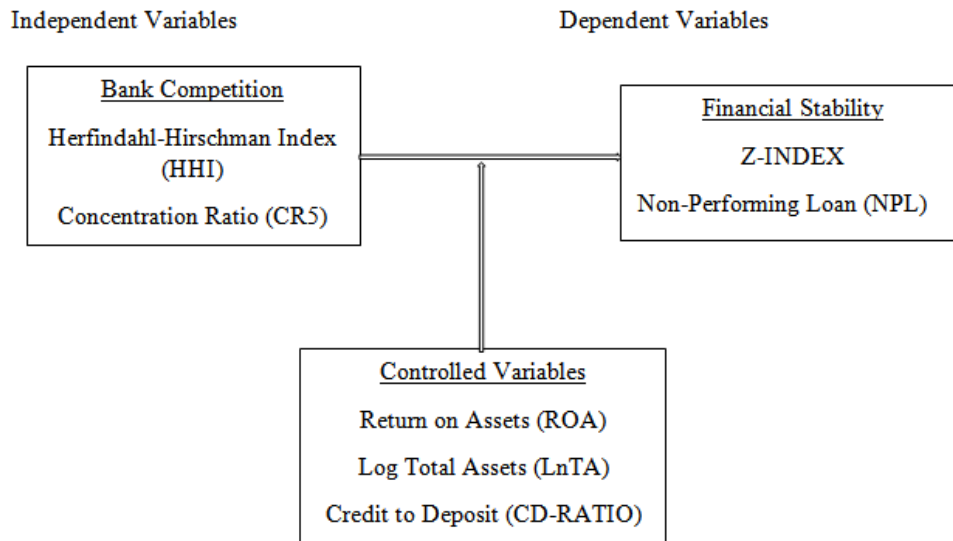 Independent Variables
Dependent Variables
Bank Competition
Herfindahl-Hirschman Index
(HHI)
Concentration Ratio (CR5)
Financial Stability
Z-INDEX
Non-Performing Loan (NPL)
Controlled Variables
Return on Assets (ROA)
Log Total Assets (LnTA)
Credit to Deposit (CD-RATIO)